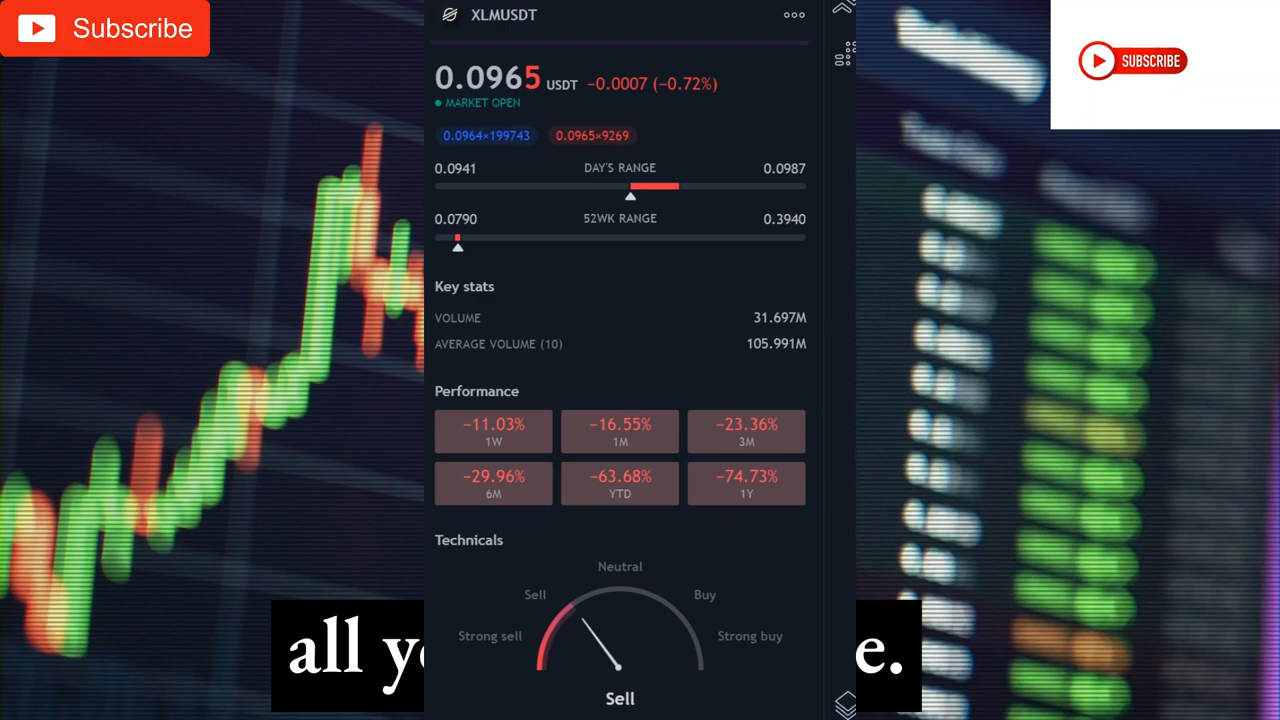 Subscribe
SUBSCRIBE
XLMUSDT
0.0965 USDT −0.0007 (−0.72%)
MARKET OPEN
0.0964×199743 0.0965×9269
0.0941 DAY'S RANGE 0.0987
0.0790 52WK RANGE 0.3940
Key stats
VOLUME 31.697M
AVERAGE VOLUME (10) 105.991M
Performance
−11.03% −16.55% −23.36%
1W 1M 3M
−29.96% −63.68% −74.73%
6M YTD 1Y
Technicals
Neutral
Sell Buy
Strong sell Strong buy
Sell
all